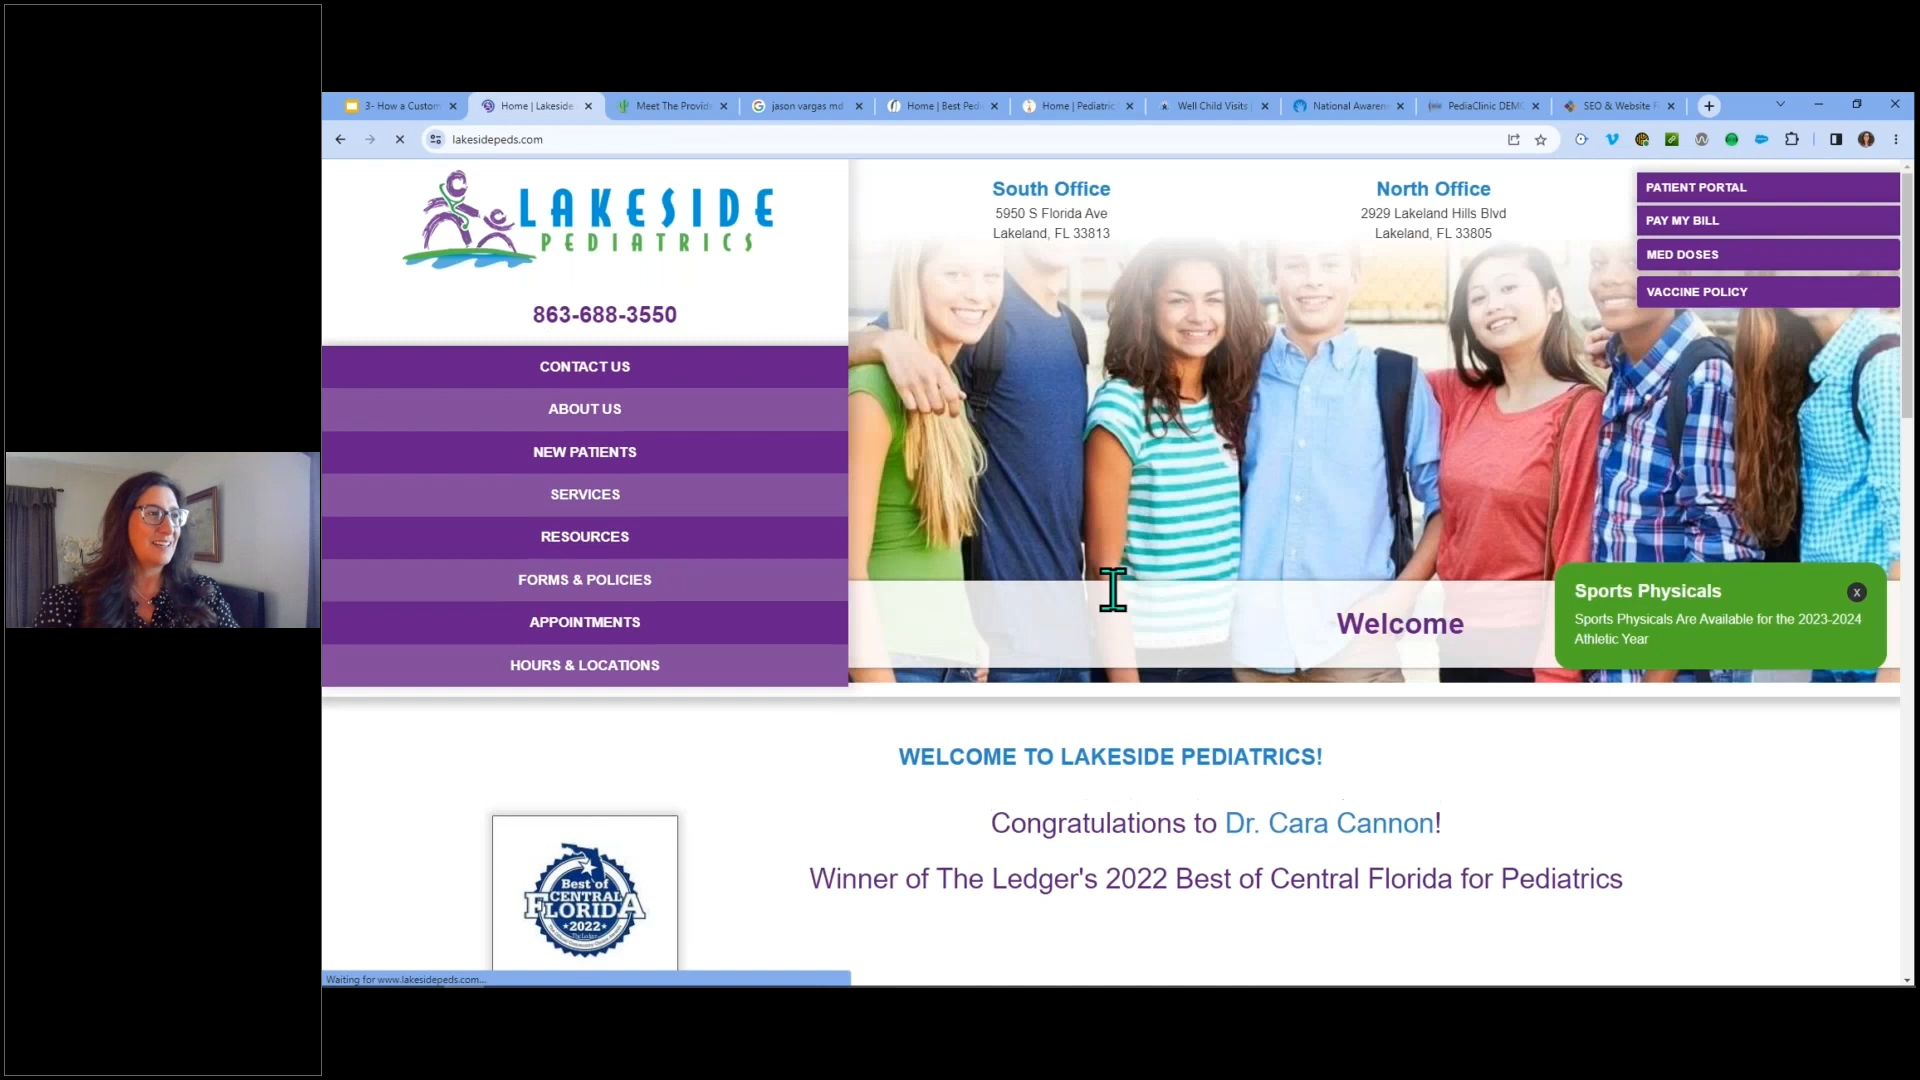 3- How a Custom
Home | Lakeside
Meet The Provide
jason vargas md
Home | Best Pedi
Home | Pediatric
Well Child Visits
National Awaren
PediaClinic DEMO
SEO & Website
lakesidepeds.com
LAKESIDE
PEDIATRICS
863-688-3550
South Office
5950 S Florida Ave
Lakeland, FL 33813
North Office
2929 Lakeland Hills Blvd
Lakeland, FL 33805
PATIENT PORTAL
PAY MY BILL
MED DOSES
VACCINE POLICY
CONTACT US
ABOUT US
NEW PATIENTS
SERVICES
RESOURCES
FORMS & POLICIES
APPOINTMENTS
HOURS & LOCATIONS
Welcome
Sports Physicals
X
Sports Physicals Are Available for the 2023-2024
Athletic Year
WELCOME TO LAKESIDE PEDIATRICS!
Congratulations to Dr. Cara Cannon!
Winner of The Ledger's 2022 Best of Central Florida for Pediatrics
Best of
CENTRAL
FLORIDA
2022
Waiting for www.lakesidepeds.com...